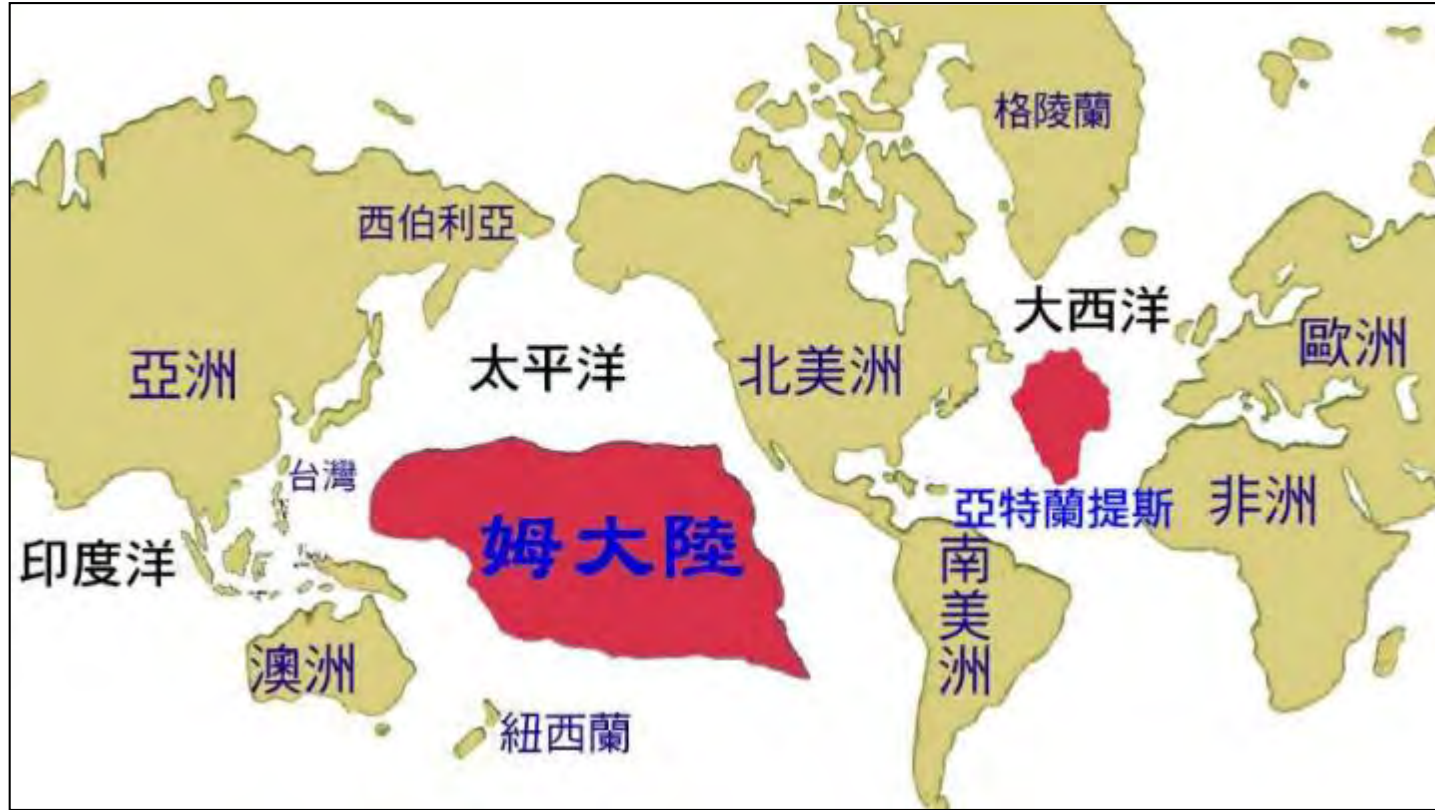 格陵蘭
西伯利亞
大西洋
歐洲
亞洲
太平洋
北美洲
台灣
亞特蘭提斯
非洲
姆大陸
印度洋
南美洲
澳洲
紐西蘭